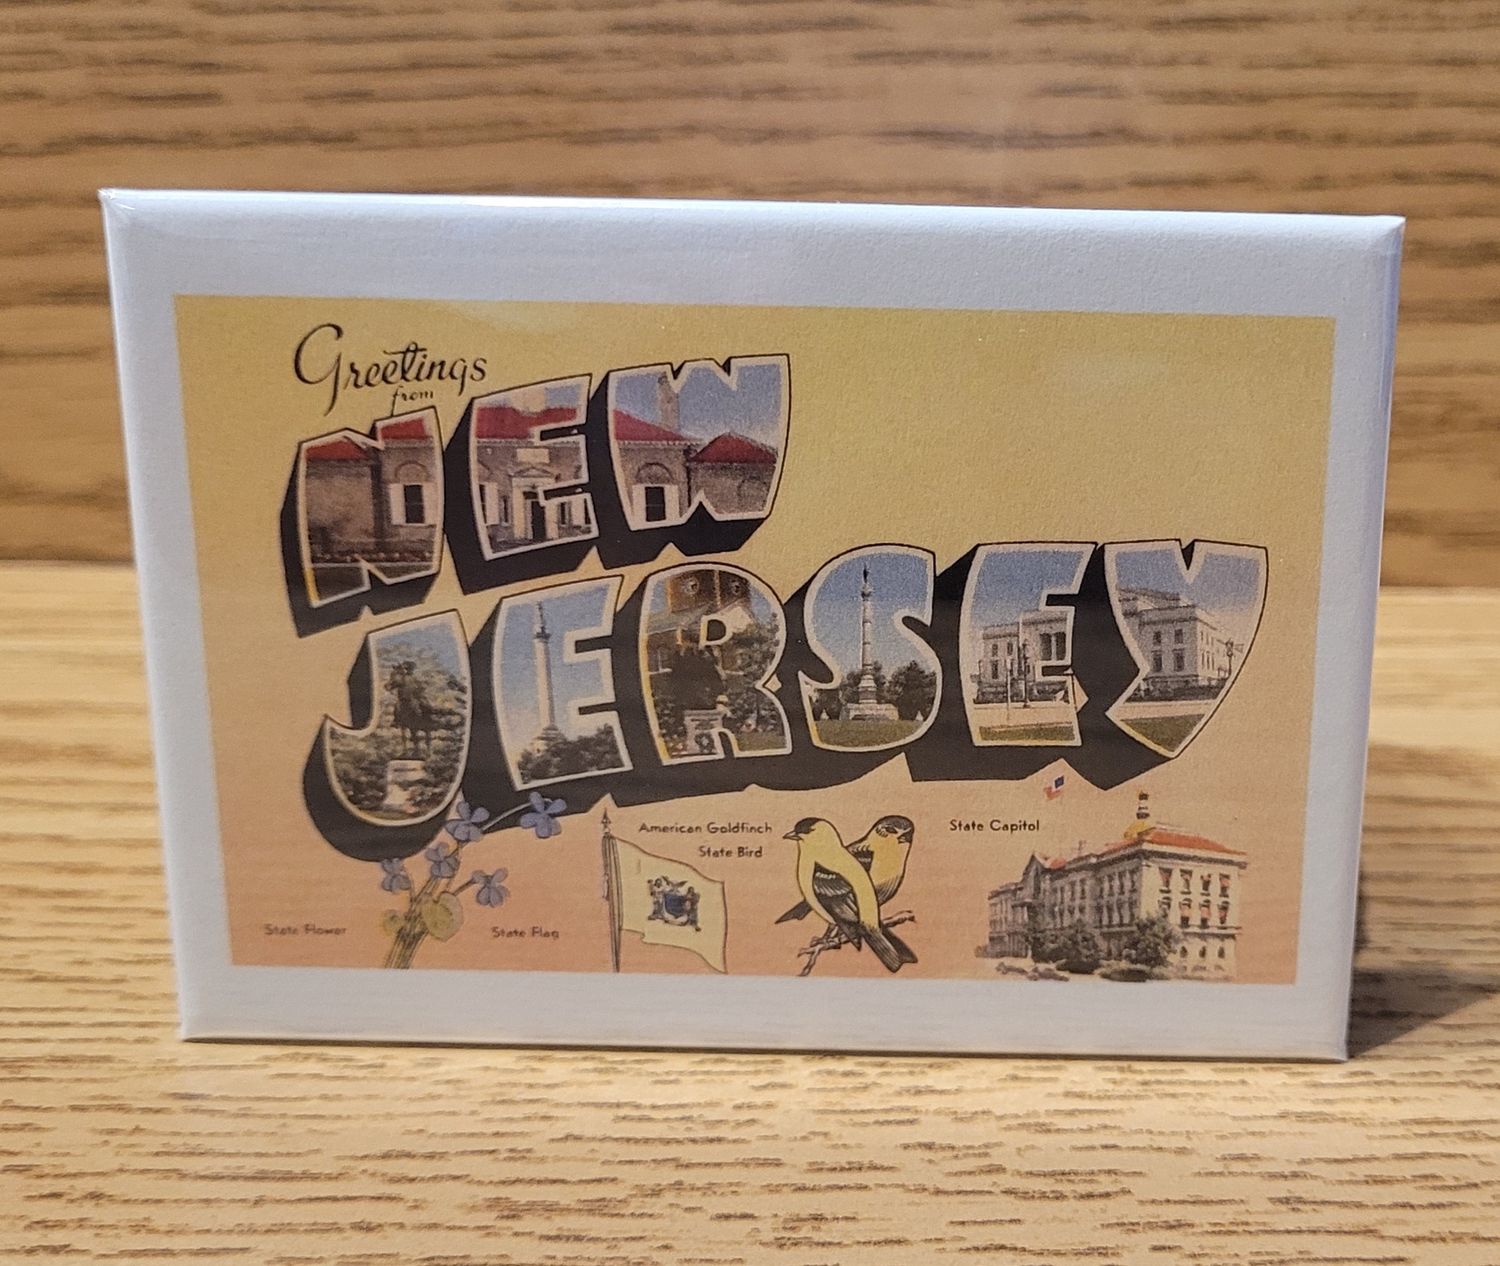 Greetings
from
NEW
JERSEY
American Goldfinch
State Bird
State Capitol
State Flower
State Flag